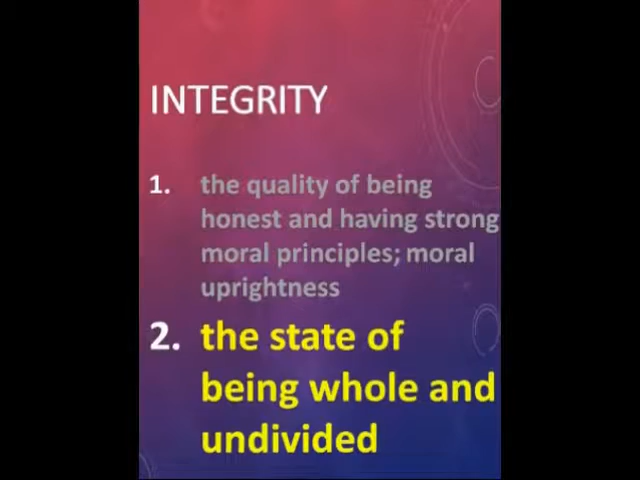 INTEGRITY
1. the quality of being
honest and having strong
moral principles; moral
uprightness
2. the state of
being whole and
undivided